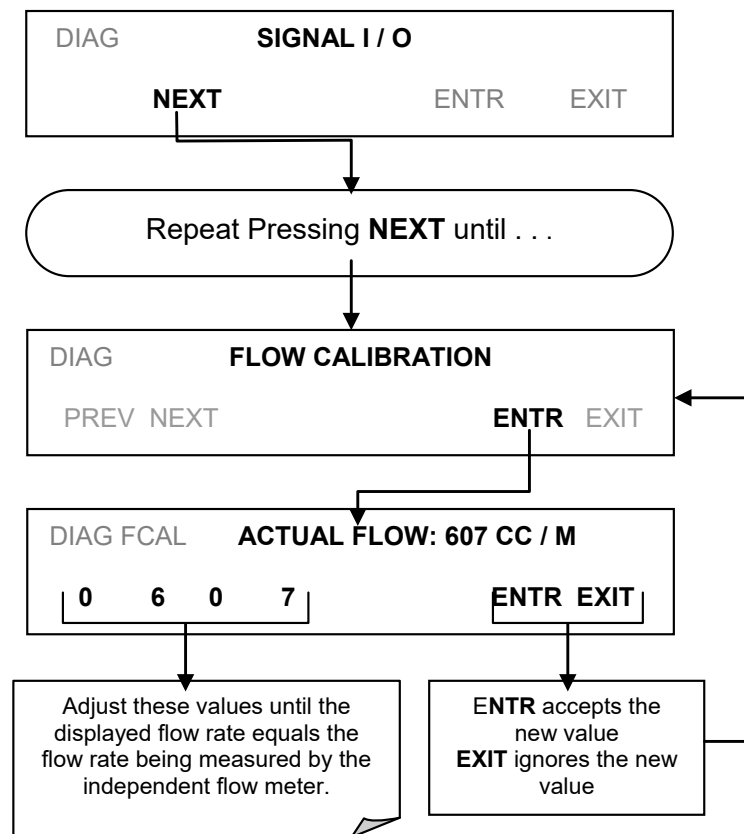 DIAG SIGNAL I / O
NEXT ENTR EXIT
Repeat Pressing NEXT until . . .
DIAG FLOW CALIBRATION
PREV NEXT ENTR EXIT
DIAG FCAL ACTUAL FLOW: 607 CC / M
0 6 0 7 ENTR EXIT
Adjust these values until the
displayed flow rate equals the
flow rate being measured by the
independent flow meter.
ENTR accepts the
new value
EXIT ignores the new
value